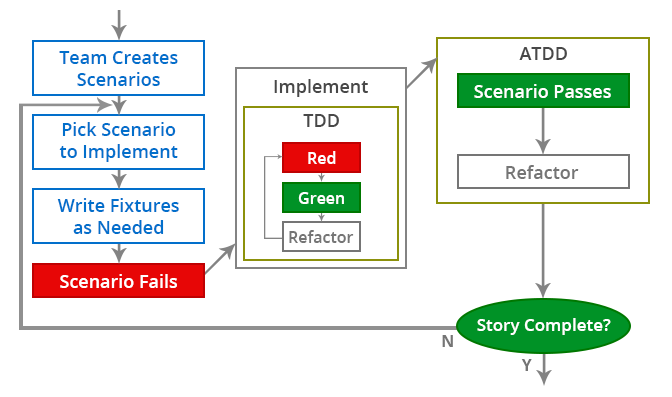 Team Creates
Scenarios
Pick Scenario
to Implement
Write Fixtures
as Needed
Scenario Fails
Implement
TDD
Red
Green
Refactor
ATDD
Scenario Passes
Refactor
Story Complete?
N
Y